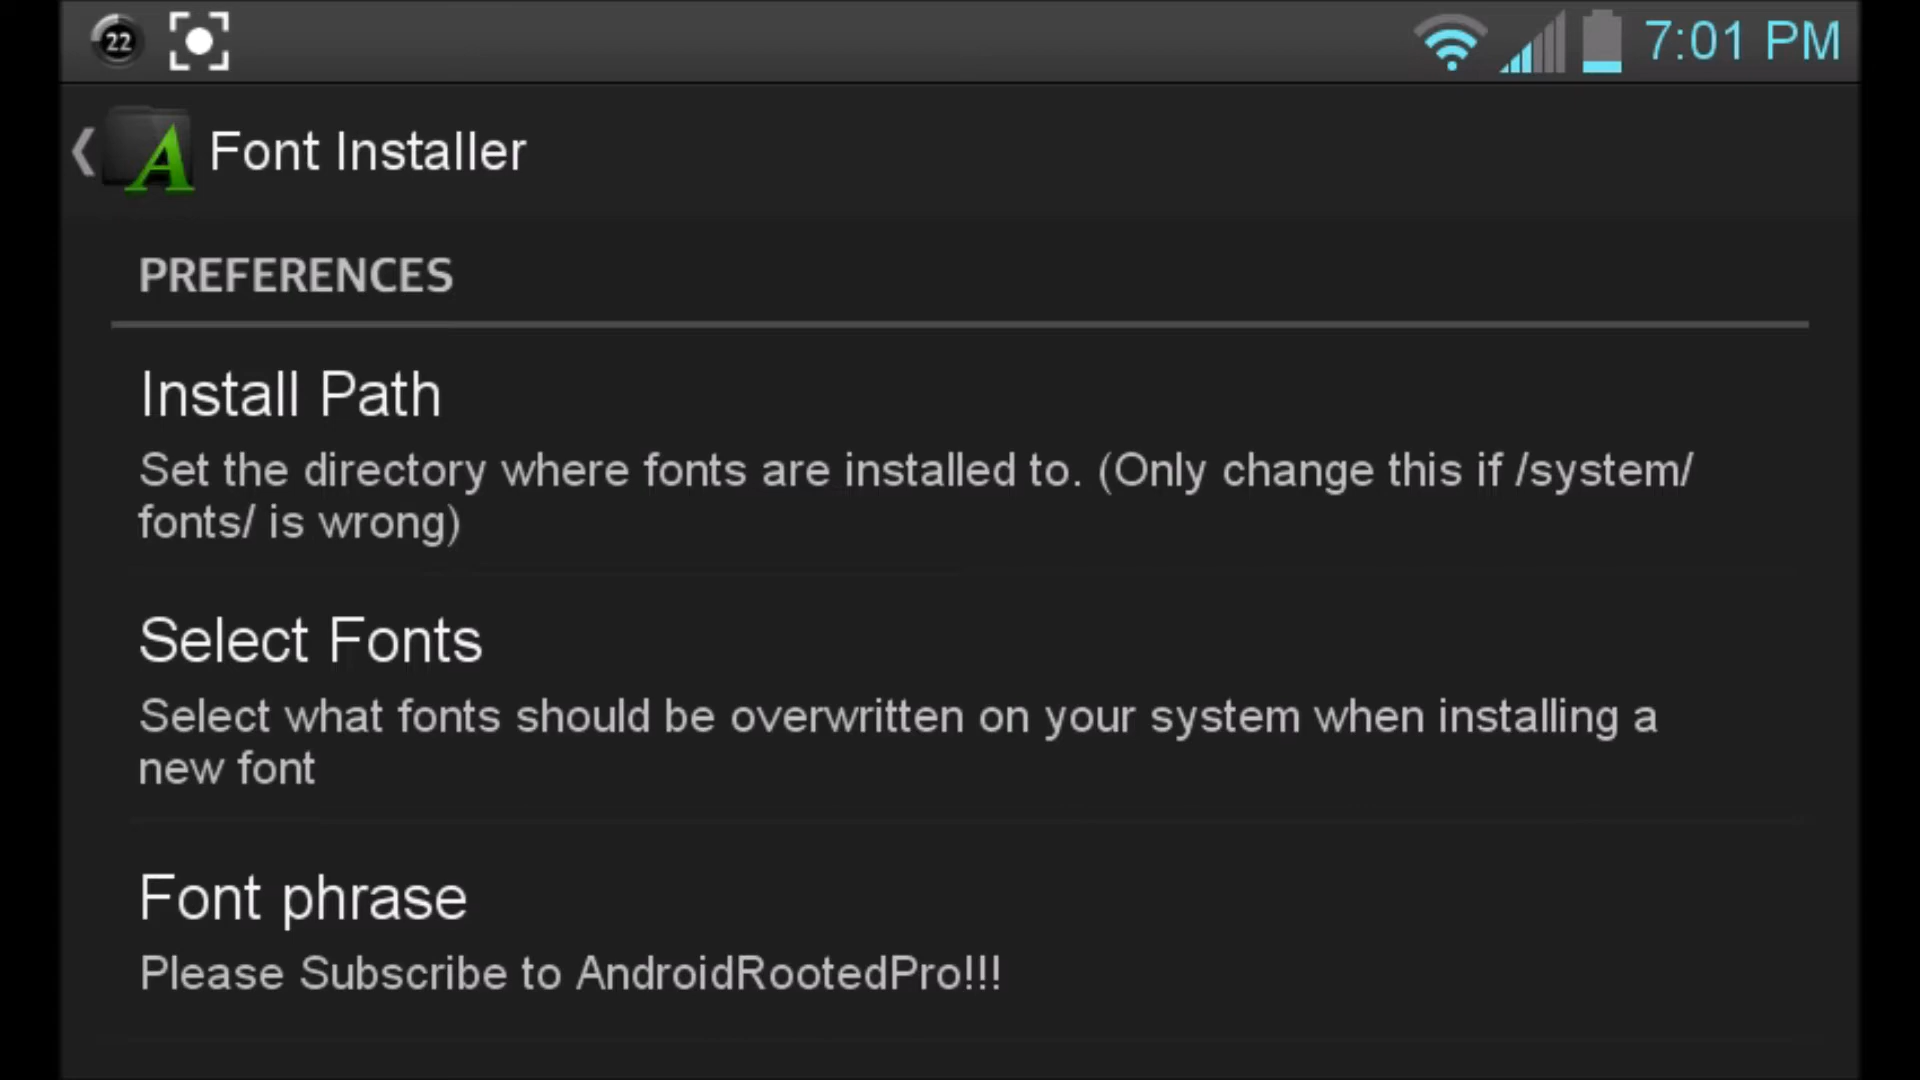 22
7:01 PM
Font Installer
PREFERENCES
Install Path
Set the directory where fonts are installed to. (Only change this if /system/
fonts/ is wrong)
Select Fonts
Select what fonts should be overwritten on your system when installing a
new font
Font phrase
Please Subscribe to AndroidRootedPro!!!